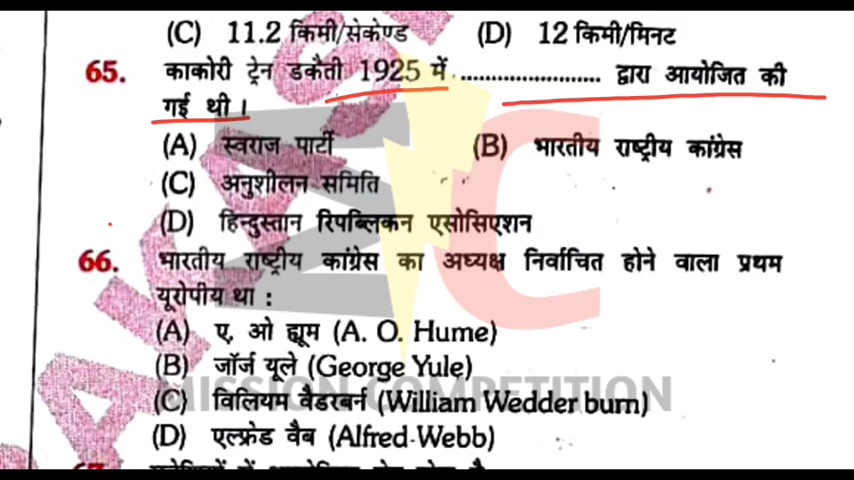 (C) 11.2 किमी/सेकेण्ड (D) 12 किमी/मिनट
65. काकोरी ट्रेन डकैती 1925 में ........................ द्वारा आयोजित की
गई थी।
(A) स्वराज पार्टी (B) भारतीय राष्ट्रीय कांग्रेस
(C) अनुशीलन समिति
(D) हिन्दुस्तान रिपब्लिकन एसोसिएशन
66. भारतीय राष्ट्रीय कांग्रेस का अध्यक्ष निर्वाचित होने वाला प्रथम
यूरोपीय था :
(A) ए. ओ ह्यूम (A. O. Hume)
(B) जॉर्ज यूले (George Yule)
(C) विलियम वैडरबर्न (William Wedder burn)
(D) एल्फ्रेड वैब (Alfred Webb)
MISSION COMPETITION